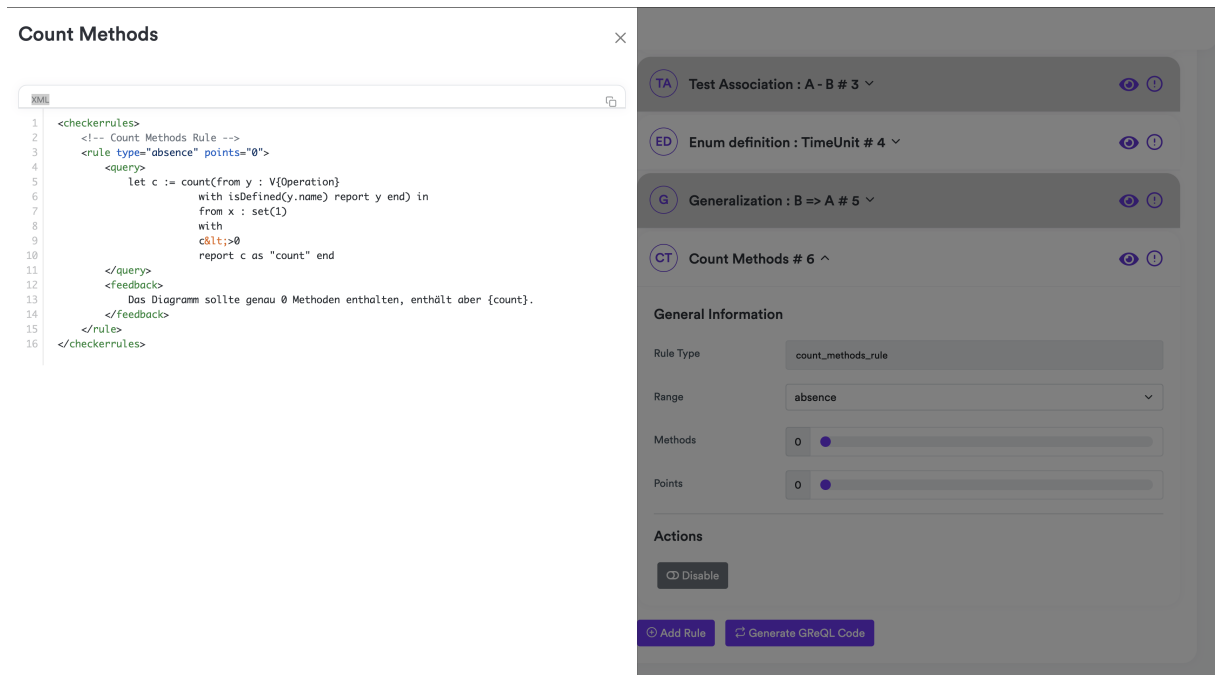 Count Methods
XML
1 <checkerrules>
2 <!-- Count Methods Rule -->
3 <rule type="absence" points="0">
4 <query>
5 let c := count(from y : V{Operation}
6 with isDefined(y.name) report y end) in
7 from x : set(1)
8 with
9 c&lt;>0
10 report c as "count" end
11 </query>
12 <feedback>
13 Das Diagramm sollte genau 0 Methoden enthalten, enthält aber {count}.
14 </feedback>
15 </rule>
16 </checkerrules>
TA Test Association : A - B # 3
ED Enum definition : TimeUnit # 4
G Generalization : B => A # 5
CT Count Methods # 6
General Information
Rule Type count_methods_rule
Range absence
Methods 0
Points 0
Actions
Disable
Add Rule Generate GReQL Code